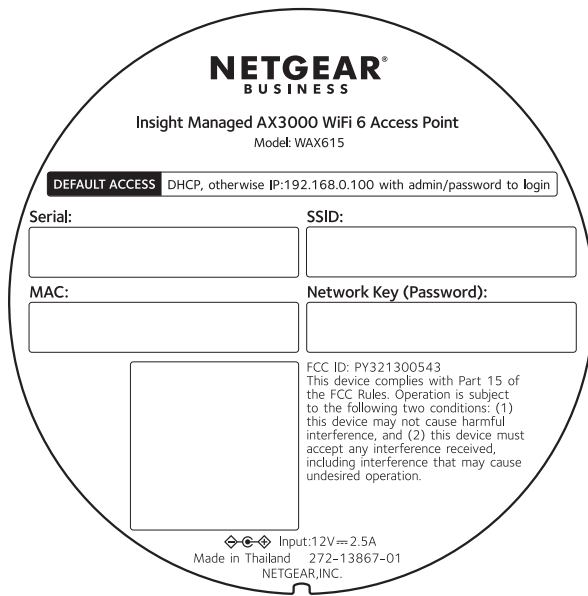 NETGEAR®
BUSINESS
Insight Managed AX3000 WiFi 6 Access Point
Model: WAX615
DEFAULT ACCESS DHCP, otherwise IP:192.168.0.100 with admin/password to login
Serial:
SSID:
MAC:
Network Key (Password):
FCC ID: PY321300543
This device complies with Part 15 of
the FCC Rules. Operation is subject
to the following two conditions: (1)
this device may not cause harmful
interference, and (2) this device must
accept any interference received,
including interference that may cause
undesired operation.
Input:12V⎓2.5A
Made in Thailand 272-13867-01
NETGEAR,INC.